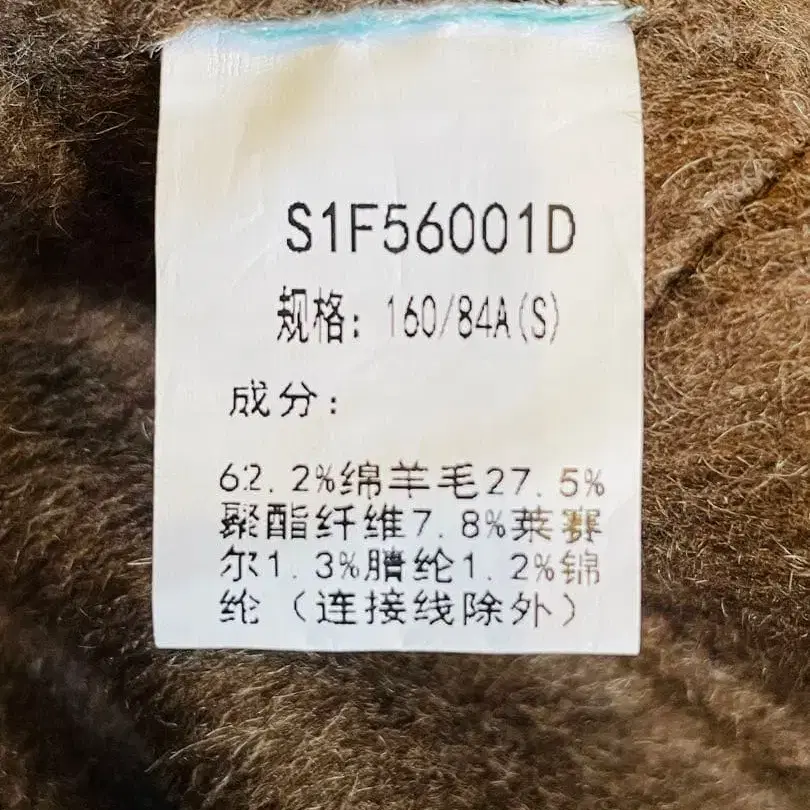 S1F56001D
规格: 160/84A(S)
成分:
62.2%绵羊毛27.5%
聚酯纤维7.8%莱赛
尔1.3%腈纶1.2%锦
纶（连接线除外）